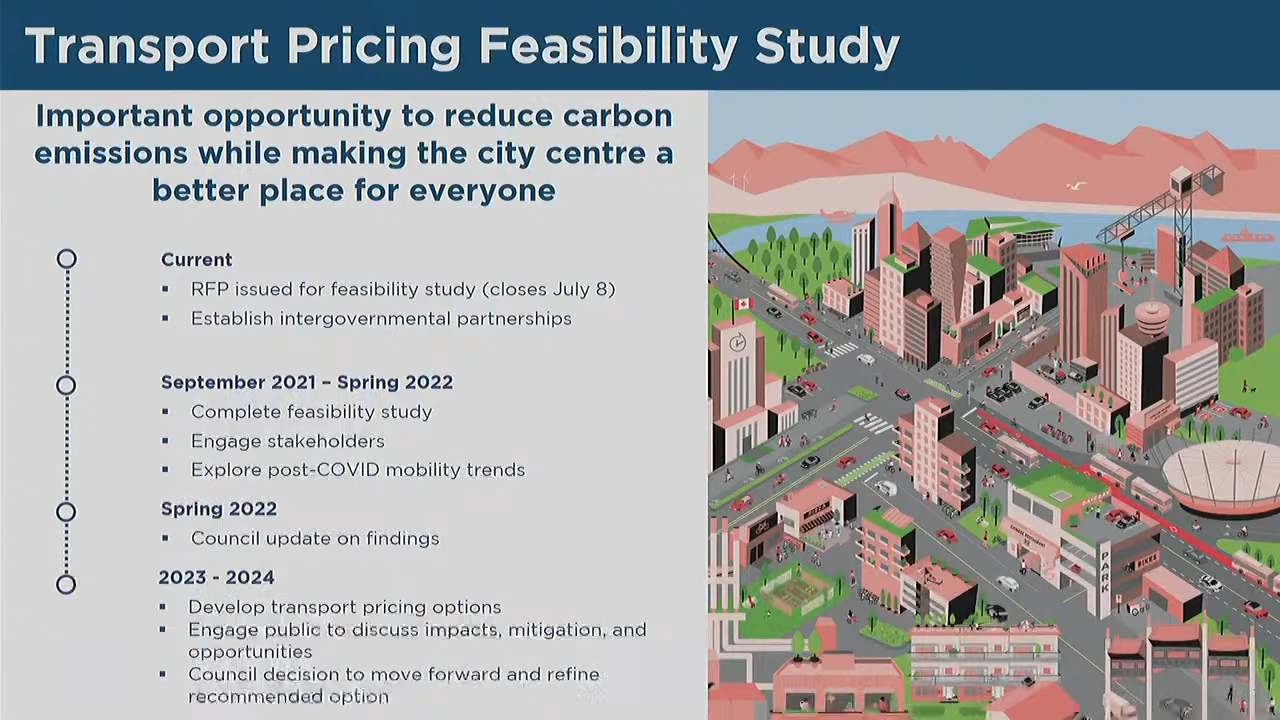 Transport Pricing Feasibility Study
Important opportunity to reduce carbon
emissions while making the city centre a
better place for everyone
Current
▪ RFP issued for feasibility study (closes July 8)
▪ Establish intergovernmental partnerships
September 2021 – Spring 2022
▪ Complete feasibility study
▪ Engage stakeholders
▪ Explore post-COVID mobility trends
Spring 2022
▪ Council update on findings
2023 - 2024
▪ Develop transport pricing options
▪ Engage public to discuss impacts, mitigation, and
opportunities
▪ Council decision to move forward and refine
recommended option
PIZZA
PARK
BIKES